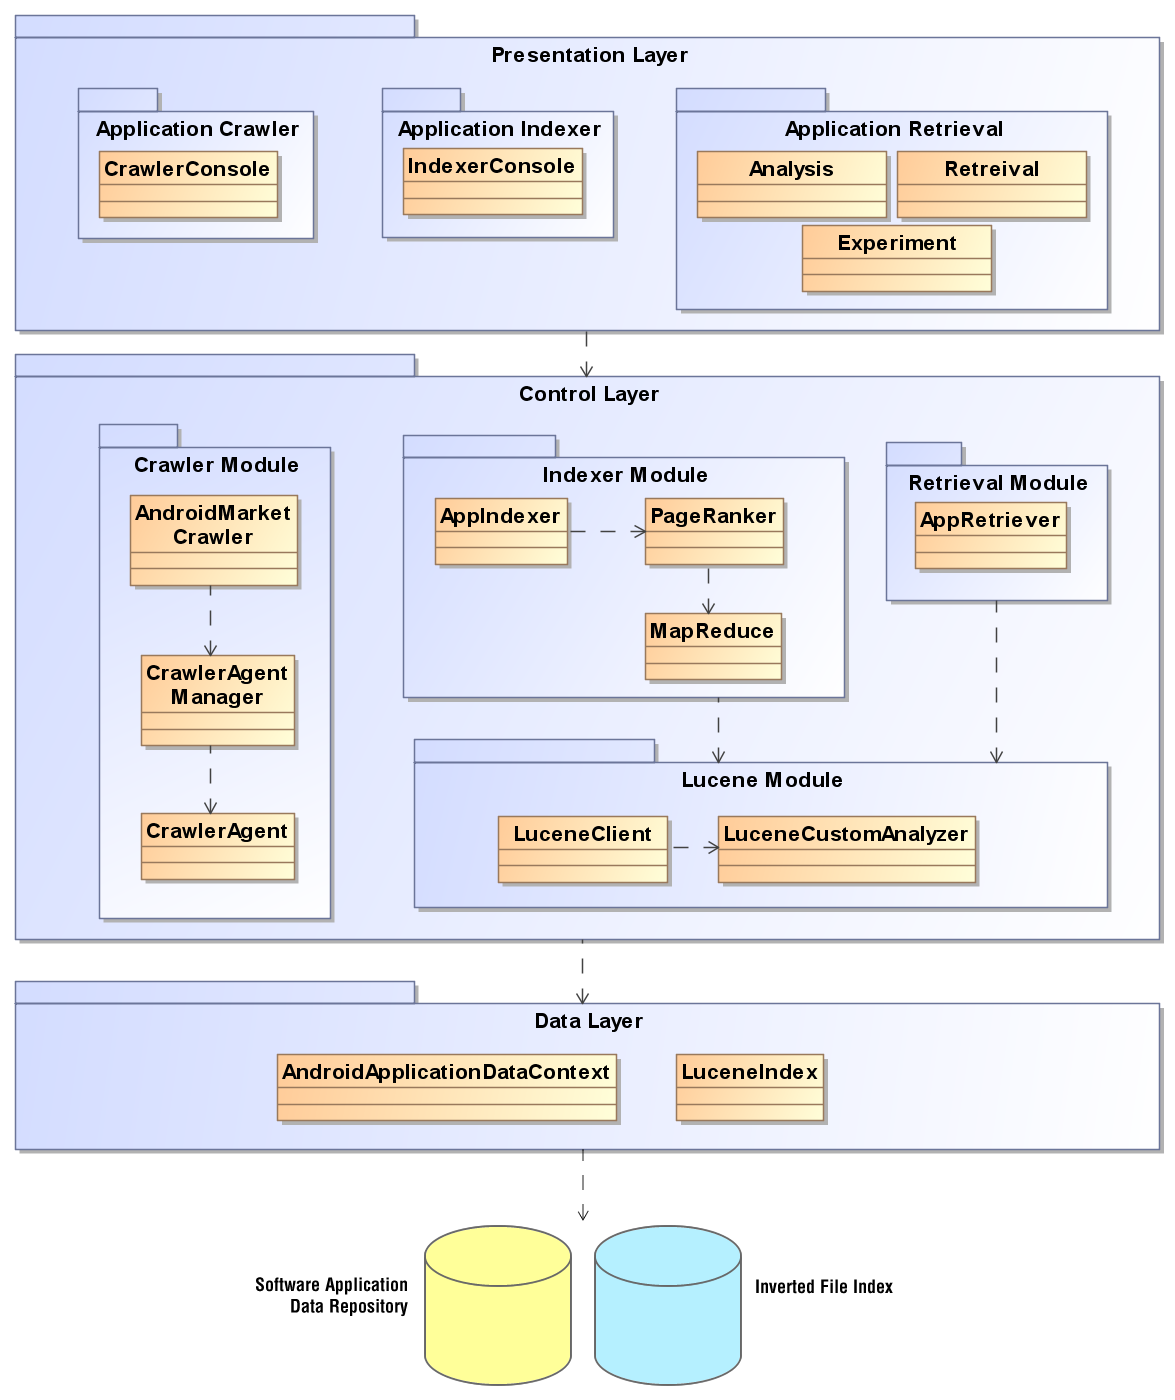 Presentation Layer
Application Crawler
CrawlerConsole
Application Indexer
IndexerConsole
Application Retrieval
Analysis
Retreival
Experiment
Control Layer
Crawler Module
AndroidMarket
Crawler
CrawlerAgent
Manager
CrawlerAgent
Indexer Module
AppIndexer
PageRanker
MapReduce
Retrieval Module
AppRetriever
Lucene Module
LuceneClient
LuceneCustomAnalyzer
Data Layer
AndroidApplicationDataContext
LuceneIndex
Software Application
Data Repository
Inverted File Index